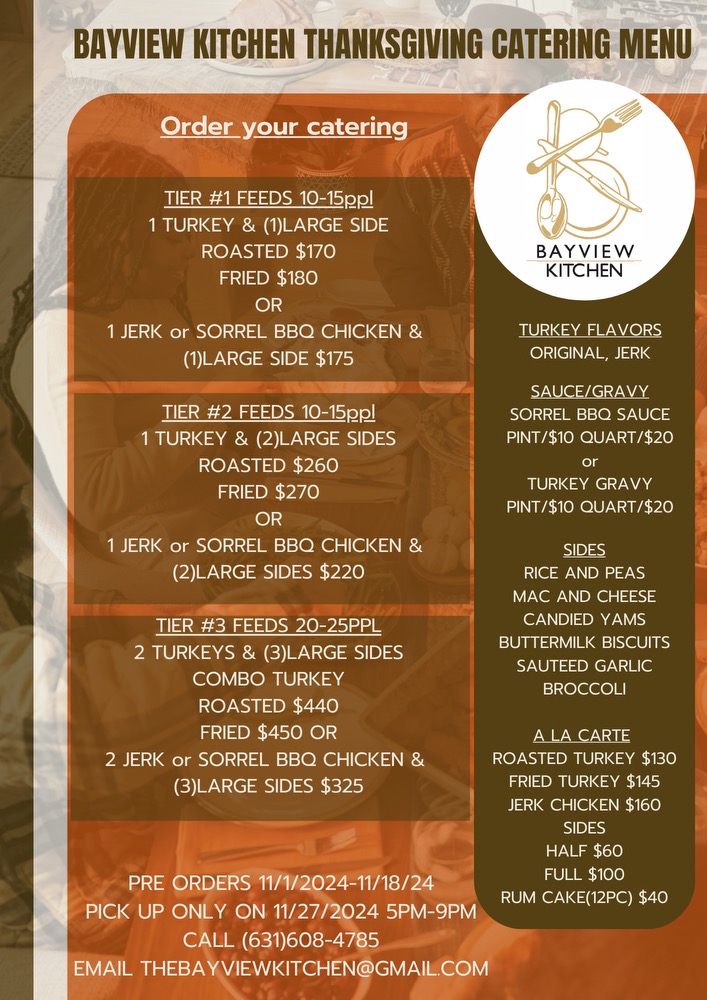 BAYVIEW KITCHEN THANKSGIVING CATERING MENU
Order your catering
TIER #1 FEEDS 10-15ppl
1 TURKEY & (1)LARGE SIDE
ROASTED $170
FRIED $180
OR
1 JERK or SORREL BBQ CHICKEN &
(1)LARGE SIDE $175
TIER #2 FEEDS 10-15ppl
1 TURKEY & (2)LARGE SIDES
ROASTED $260
FRIED $270
OR
1 JERK or SORREL BBQ CHICKEN &
(2)LARGE SIDES $220
TIER #3 FEEDS 20-25PPL
2 TURKEYS & (3)LARGE SIDES
COMBO TURKEY
ROASTED $440
FRIED $450 OR
2 JERK or SORREL BBQ CHICKEN &
(3)LARGE SIDES $325
PRE ORDERS 11/1/2024-11/18/24
PICK UP ONLY ON 11/27/2024 5PM-9PM
CALL (631)608-4785
EMAIL THEBAYVIEWKITCHEN@GMAIL.COM
BAYVIEW
KITCHEN
TURKEY FLAVORS
ORIGINAL, JERK
SAUCE/GRAVY
SORREL BBQ SAUCE
PINT/$10 QUART/$20
or
TURKEY GRAVY
PINT/$10 QUART/$20
SIDES
RICE AND PEAS
MAC AND CHEESE
CANDIED YAMS
BUTTERMILK BISCUITS
SAUTEED GARLIC
BROCCOLI
A LA CARTE
ROASTED TURKEY $130
FRIED TURKEY $145
JERK CHICKEN $160
SIDES
HALF $60
FULL $100
RUM CAKE(12PC) $40